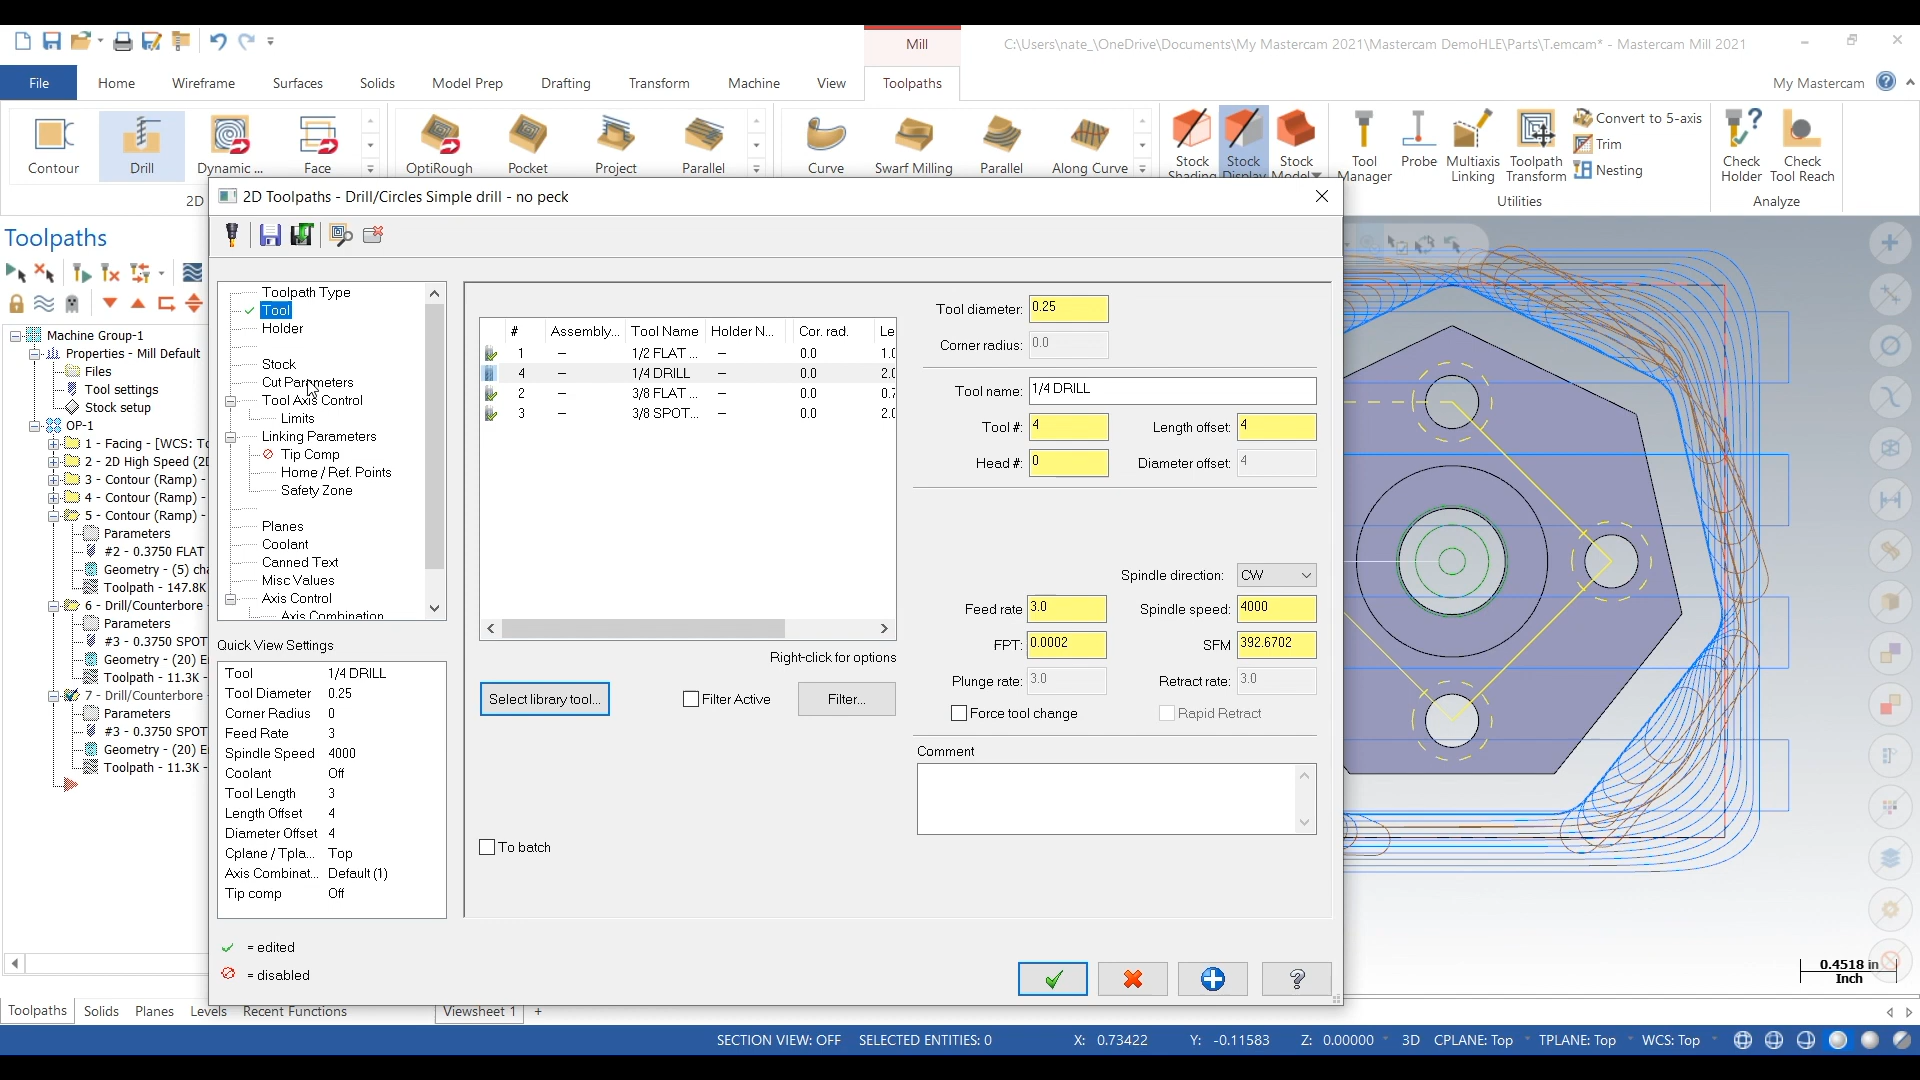 Mill
C:\Users\nate_\OneDrive\Documents\My Mastercam 2021\Mastercam DemoHLE\Parts\T.emcam* - Mastercam Mill 2021
File Home Wireframe Surfaces Solids Model Prep Drafting Transform Machine View Toolpaths My Mastercam
Contour Drill Dynamic ... Face OptiRough Pocket Project Parallel Curve Swarf Milling Parallel Along Curve
Stock Shading Stock Display Stock Model Tool Manager Probe Multiaxis Linking Toolpath Transform
Convert to 5-axis
Trim
Nesting
Check Holder Check Tool Reach
2D Utilities Analyze
2D Toolpaths - Drill/Circles Simple drill - no peck
Toolpaths
Machine Group-1
Properties - Mill Default
Files
Tool settings
Stock setup
OP-1
1 - Facing - [WCS: To
2 - 2D High Speed (2D
3 - Contour (Ramp) -
4 - Contour (Ramp) -
5 - Contour (Ramp) -
Parameters
#2 - 0.3750 FLAT
Geometry - (5) cha
Toolpath - 147.8K
6 - Drill/Counterbore
Parameters
#3 - 0.3750 SPOT
Geometry - (20) E
Toolpath - 11.3K -
7 - Drill/Counterbore
Parameters
#3 - 0.3750 SPOT
Geometry - (20) E
Toolpath - 11.3K -
Toolpath Type
Tool
Holder
Stock
Cut Parameters
Tool Axis Control
Limits
Linking Parameters
Tip Comp
Home / Ref. Points
Safety Zone
Planes
Coolant
Canned Text
Misc Values
Axis Control
Axis Combination
Quick View Settings
Tool 1/4 DRILL
Tool Diameter 0.25
Corner Radius 0
Feed Rate 3
Spindle Speed 4000
Coolant Off
Tool Length 3
Length Offset 4
Diameter Offset 4
Cplane / Tpla... Top
Axis Combinat... Default (1)
Tip comp Off
= edited
= disabled
# Assembly... Tool Name Holder N... Cor. rad. Le
1 – 1/2 FLAT ... – 0.0 1.0
4 – 1/4 DRILL – 0.0 2.0
2 – 3/8 FLAT ... – 0.0 0.7
3 – 3/8 SPOT... – 0.0 2.0
Right-click for options
Select library tool... Filter Active Filter...
To batch
Tool diameter: 0.25
Corner radius: 0.0
Tool name: 1/4 DRILL
Tool #: 4 Length offset: 4
Head #: 0 Diameter offset: 4
Spindle direction: CW
Feed rate 3.0 Spindle speed: 4000
FPT: 0.0002 SFM 392.6702
Plunge rate: 3.0 Retract rate: 3.0
Force tool change Rapid Retract
Comment
0.4518 in
Inch
Toolpaths Solids Planes Levels Recent Functions Viewsheet 1 +
SECTION VIEW: OFF SELECTED ENTITIES: 0 X: 0.73422 Y: -0.11583 Z: 0.00000 3D CPLANE: Top TPLANE: Top WCS: Top